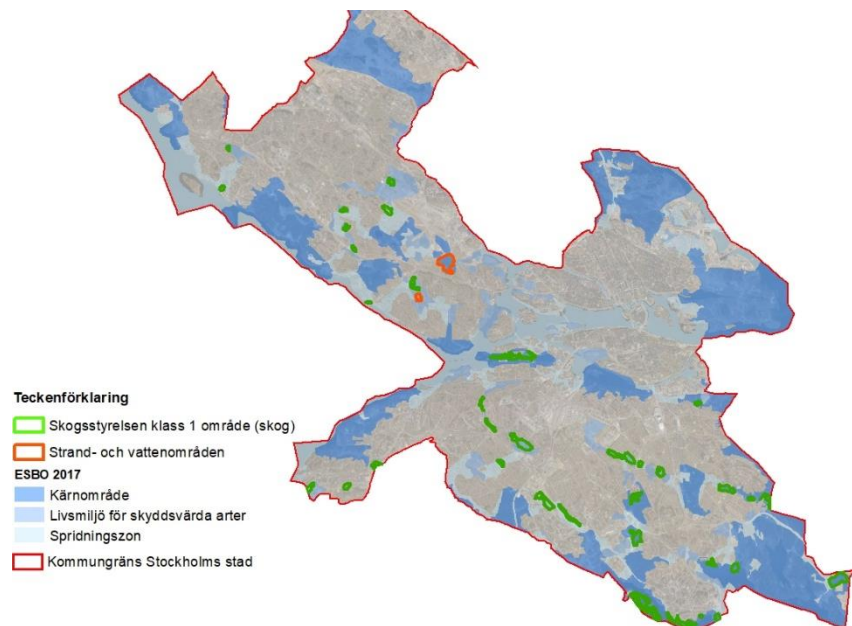 Teckenförklaring
Skogsstyrelsen klass 1 område (skog)
Strand- och vattenområden
ESBO 2017
Kärnområde
Livsmiljö för skyddsvärda arter
Spridningszon
Kommungräns Stockholms stad